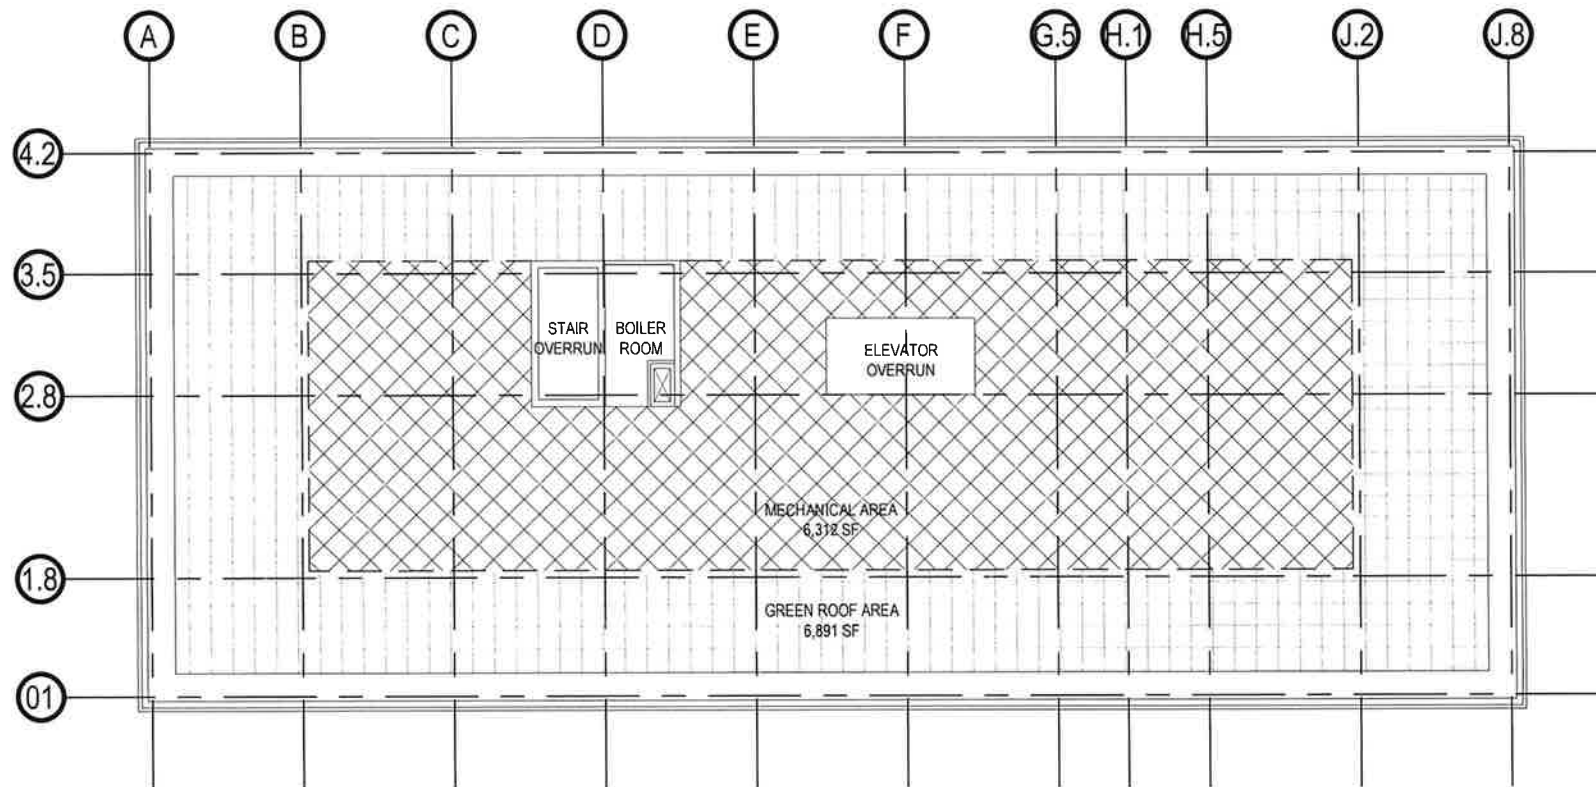 A B C D E F G.5 H.1 H.5 J.2 J.8
4.2
3.5
STAIR
OVERRUN
BOILER
ROOM
ELEVATOR
OVERRUN
2.8
MECHANICAL AREA
6,312 SF
1.8
GREEN ROOF AREA
6,891 SF
01